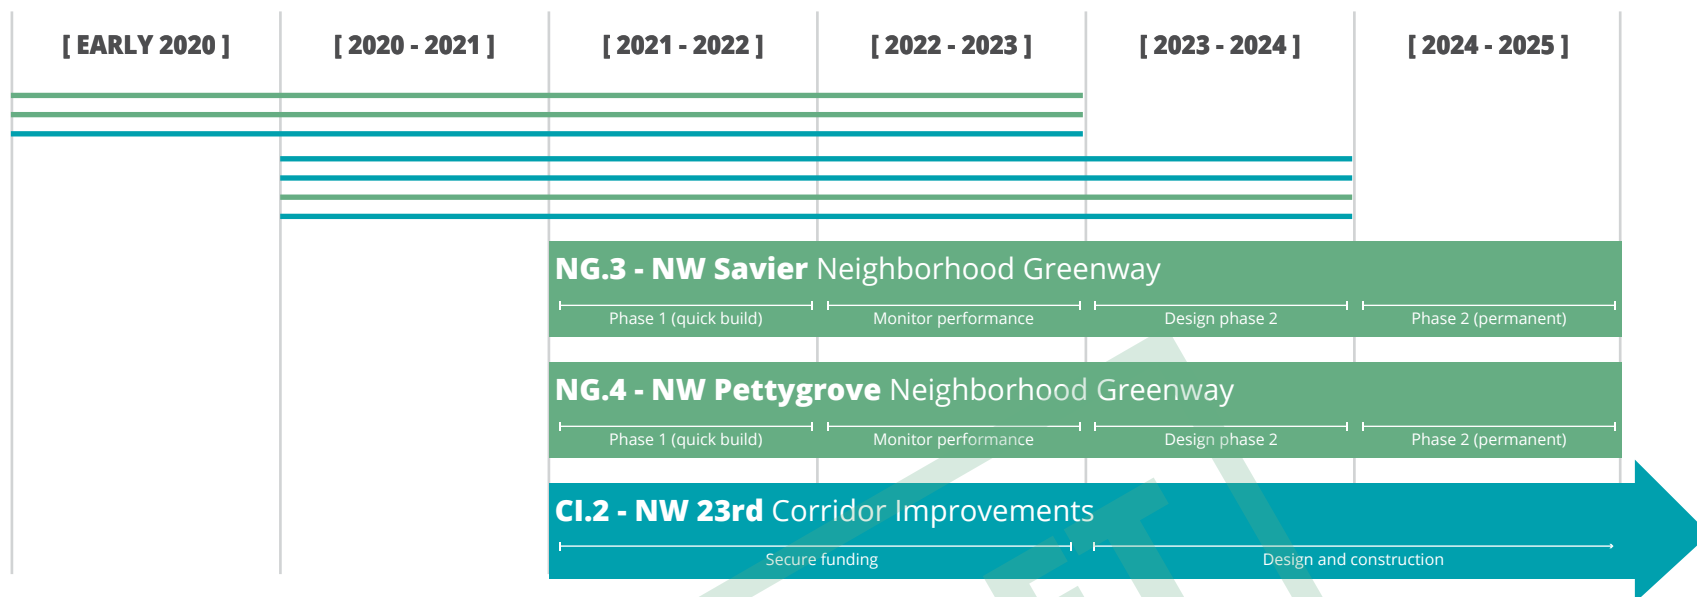 [ EARLY 2020 ] [ 2020 - 2021 ] [ 2021 - 2022 ] [ 2022 - 2023 ] [ 2023 - 2024 ] [ 2024 - 2025 ]
NG.3 - NW Savier Neighborhood Greenway
Phase 1 (quick build) Monitor performance Design phase 2 Phase 2 (permanent)
NG.4 - NW Pettygrove Neighborhood Greenway
Phase 1 (quick build) Monitor performance Design phase 2 Phase 2 (permanent)
CI.2 - NW 23rd Corridor Improvements
Secure funding Design and construction